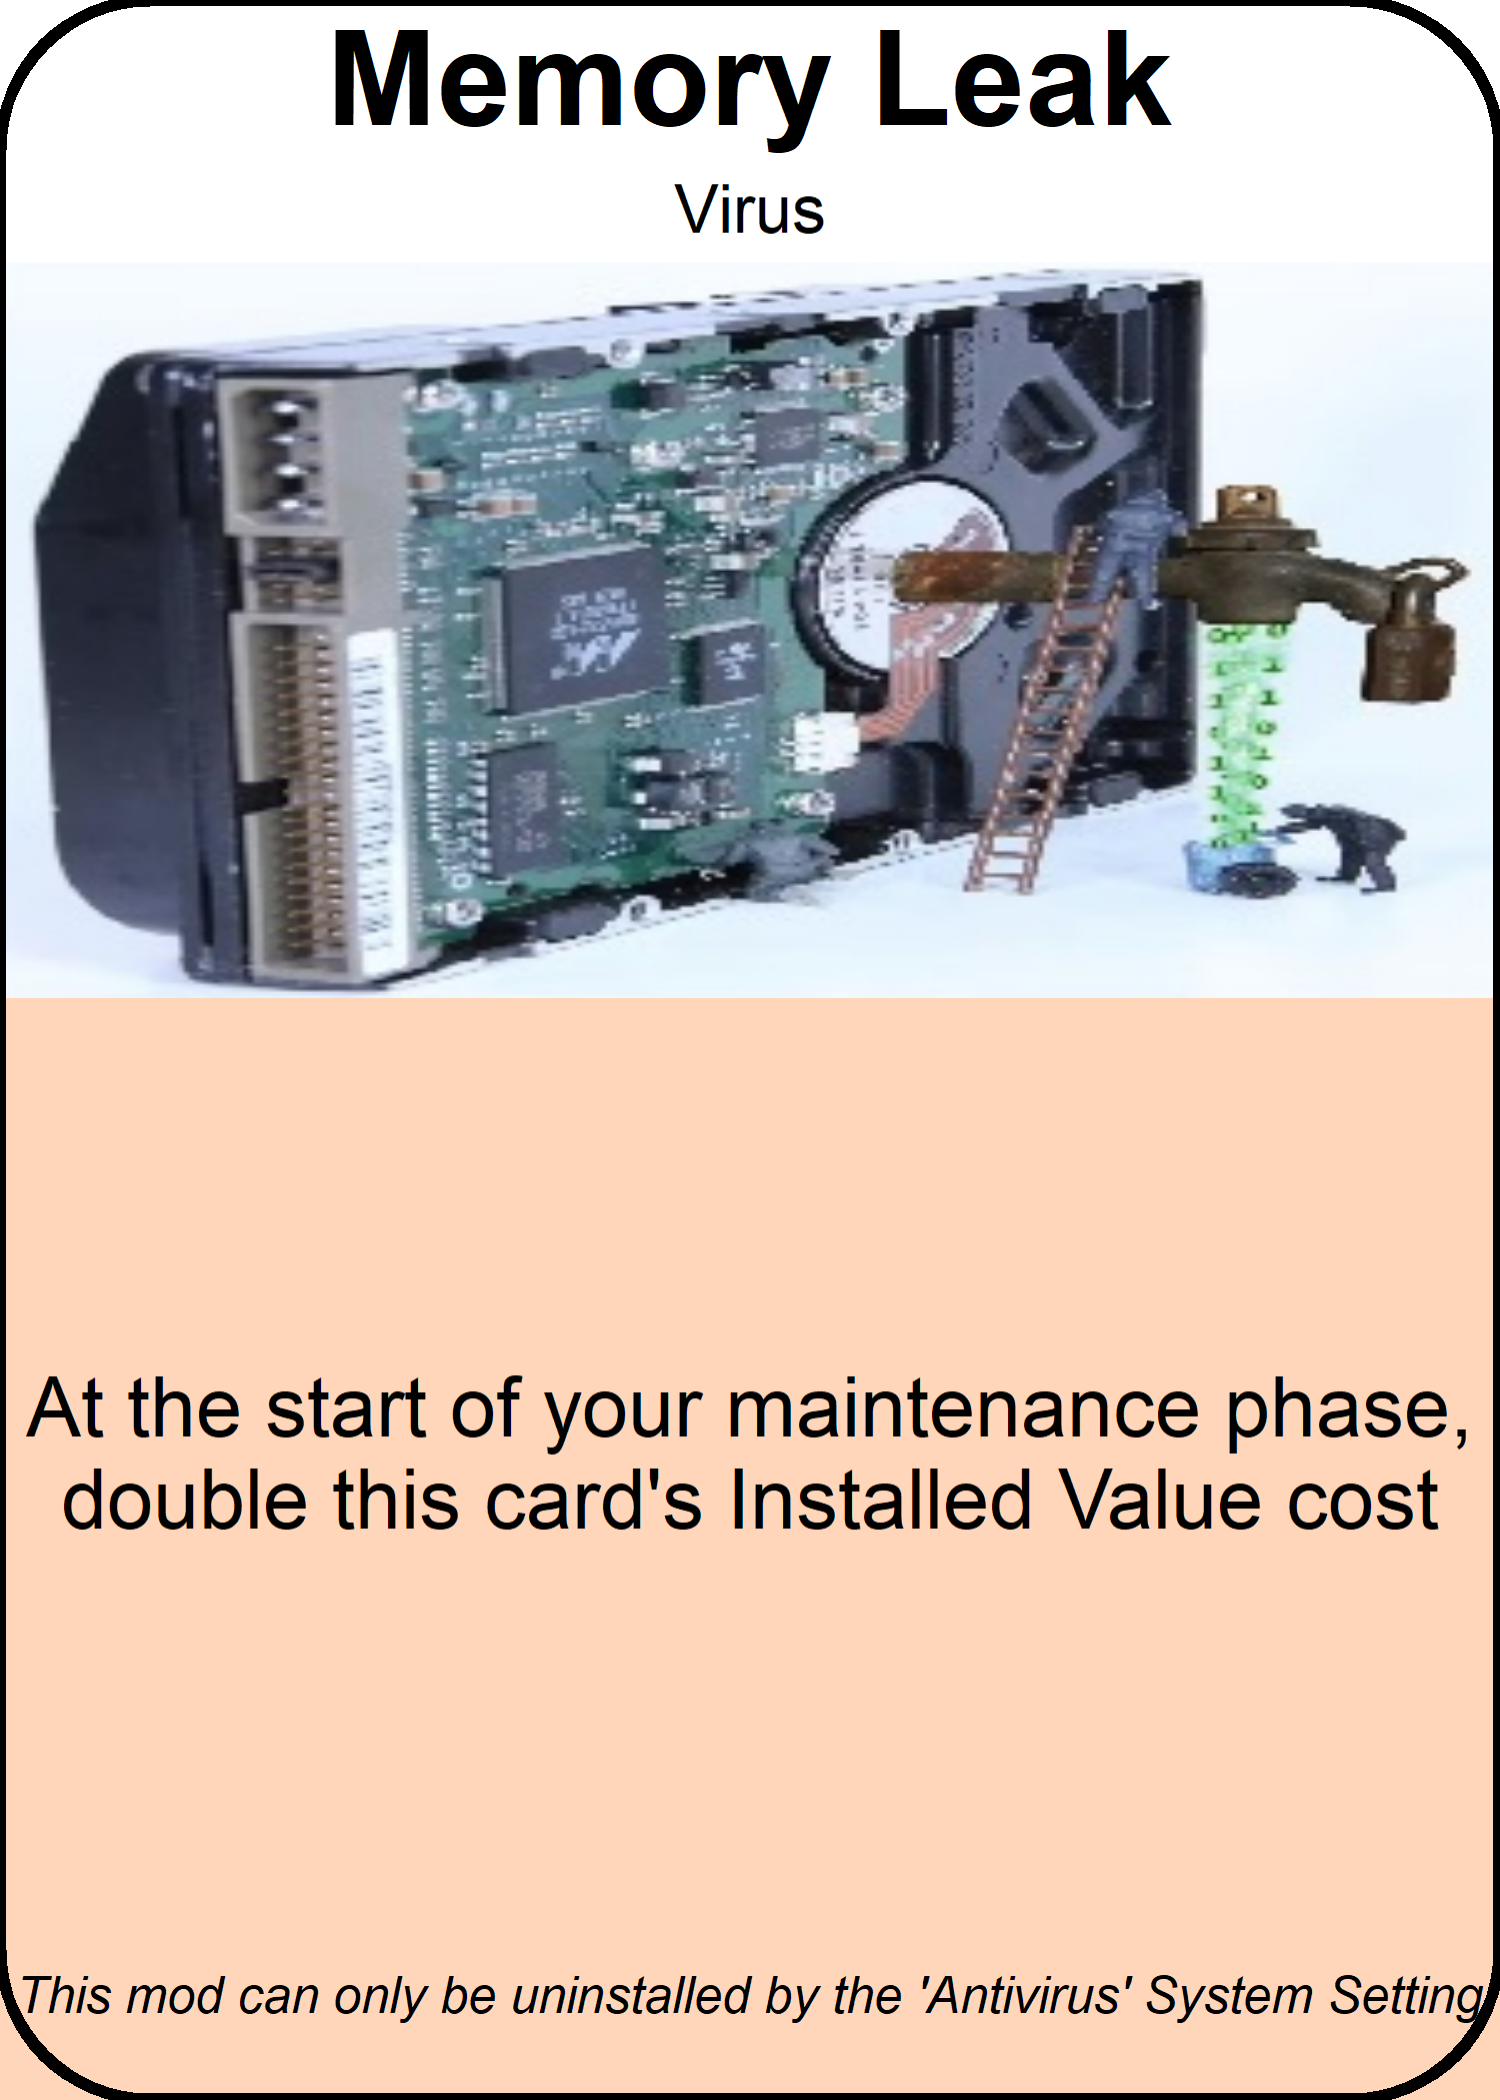 Memory Leak
Virus
At the start of your maintenance phase,
double this card's Installed Value cost
This mod can only be uninstalled by the 'Antivirus' System Setting